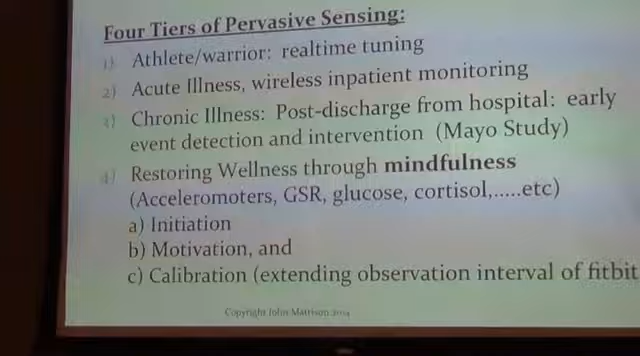 Four Tiers of Pervasive Sensing:
1) Athlete/warrior: realtime tuning
2) Acute Illness, wireless inpatient monitoring
3) Chronic Illness: Post-discharge from hospital: early
event detection and intervention (Mayo Study)
4) Restoring Wellness through mindfulness
(Acceleromoters, GSR, glucose, cortisol,.....etc)
a) Initiation
b) Motivation, and
c) Calibration (extending observation interval of fitbit
Copyright John Mattison 2014